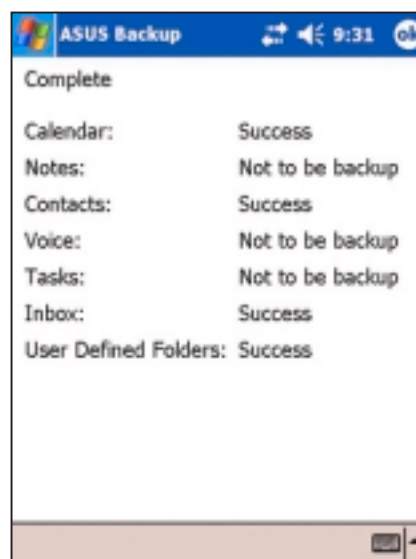 ASUS Backup 9:31 ok
Complete
Calendar: Success
Notes: Not to be backup
Contacts: Success
Voice: Not to be backup
Tasks: Not to be backup
Inbox: Success
User Defined Folders: Success